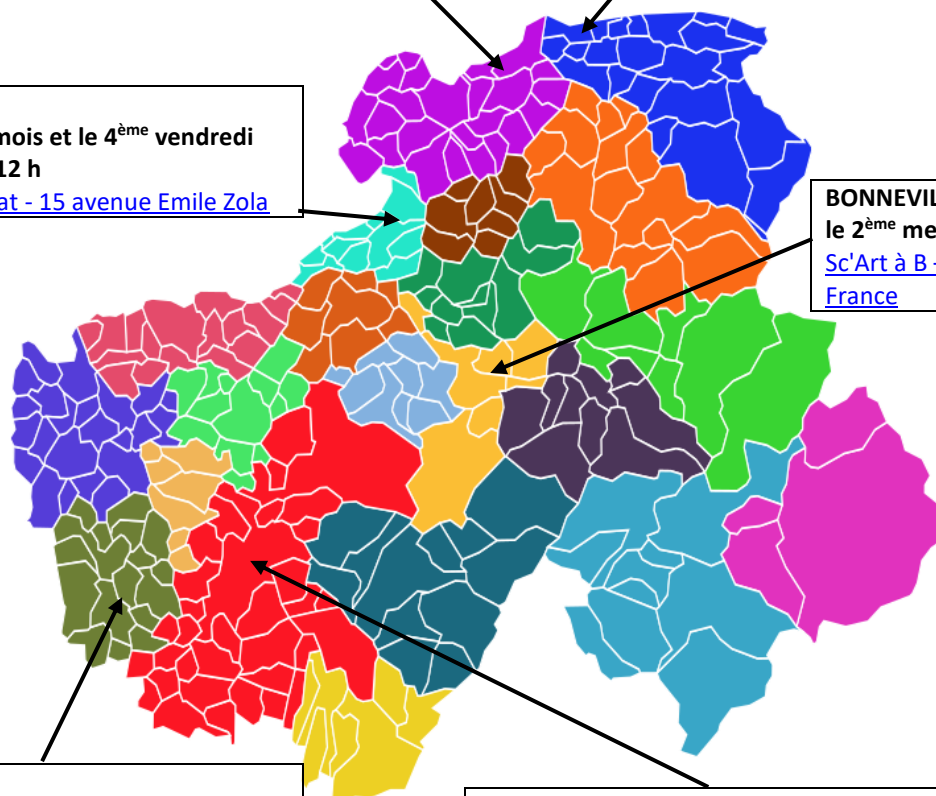 mois et le 4ème vendredi
12 h
at - 15 avenue Emile Zola
BONNEVIL
le 2ème me
Sc'Art à B -
France